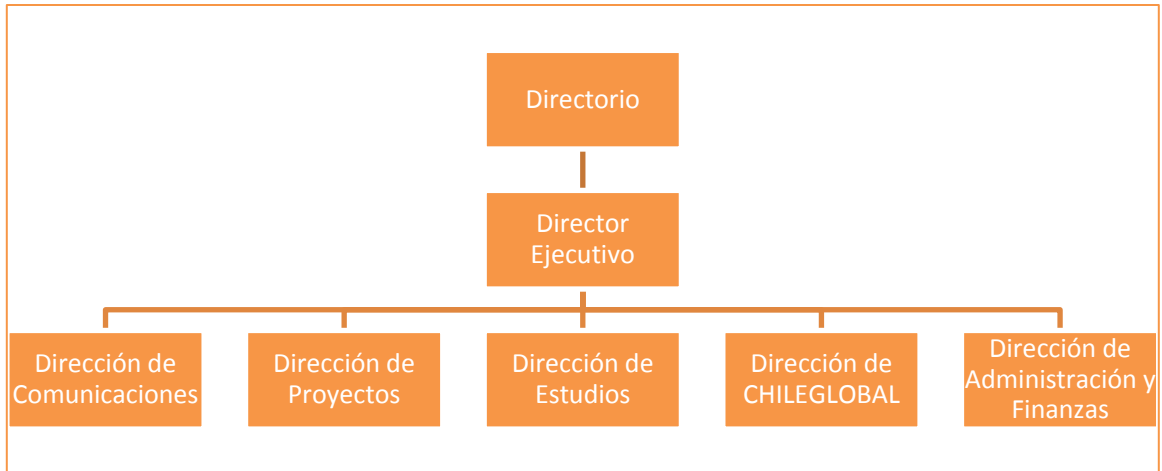 Directorio
Director
Ejecutivo
Dirección de
Comunicaciones
Dirección de
Proyectos
Dirección de
Estudios
Dirección de
CHILEGLOBAL
Dirección de
Administración y
Finanzas